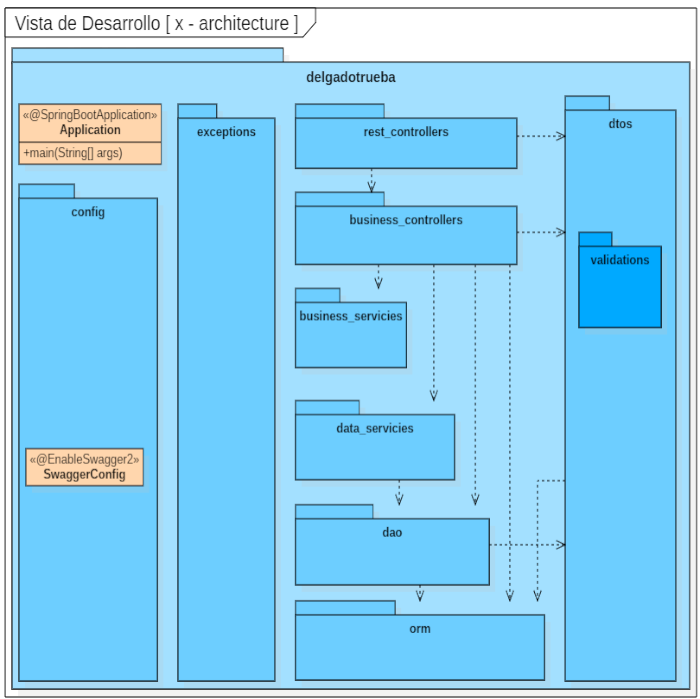 Vista de Desarrollo [ x - architecture ]
delgadotrueba
«@SpringBootApplication»
Application
+main(String[] args)
config
«@EnableSwagger2»
SwaggerConfig
exceptions
rest_controllers
business_controllers
business_servicies
data_servicies
dao
orm
dtos
validations